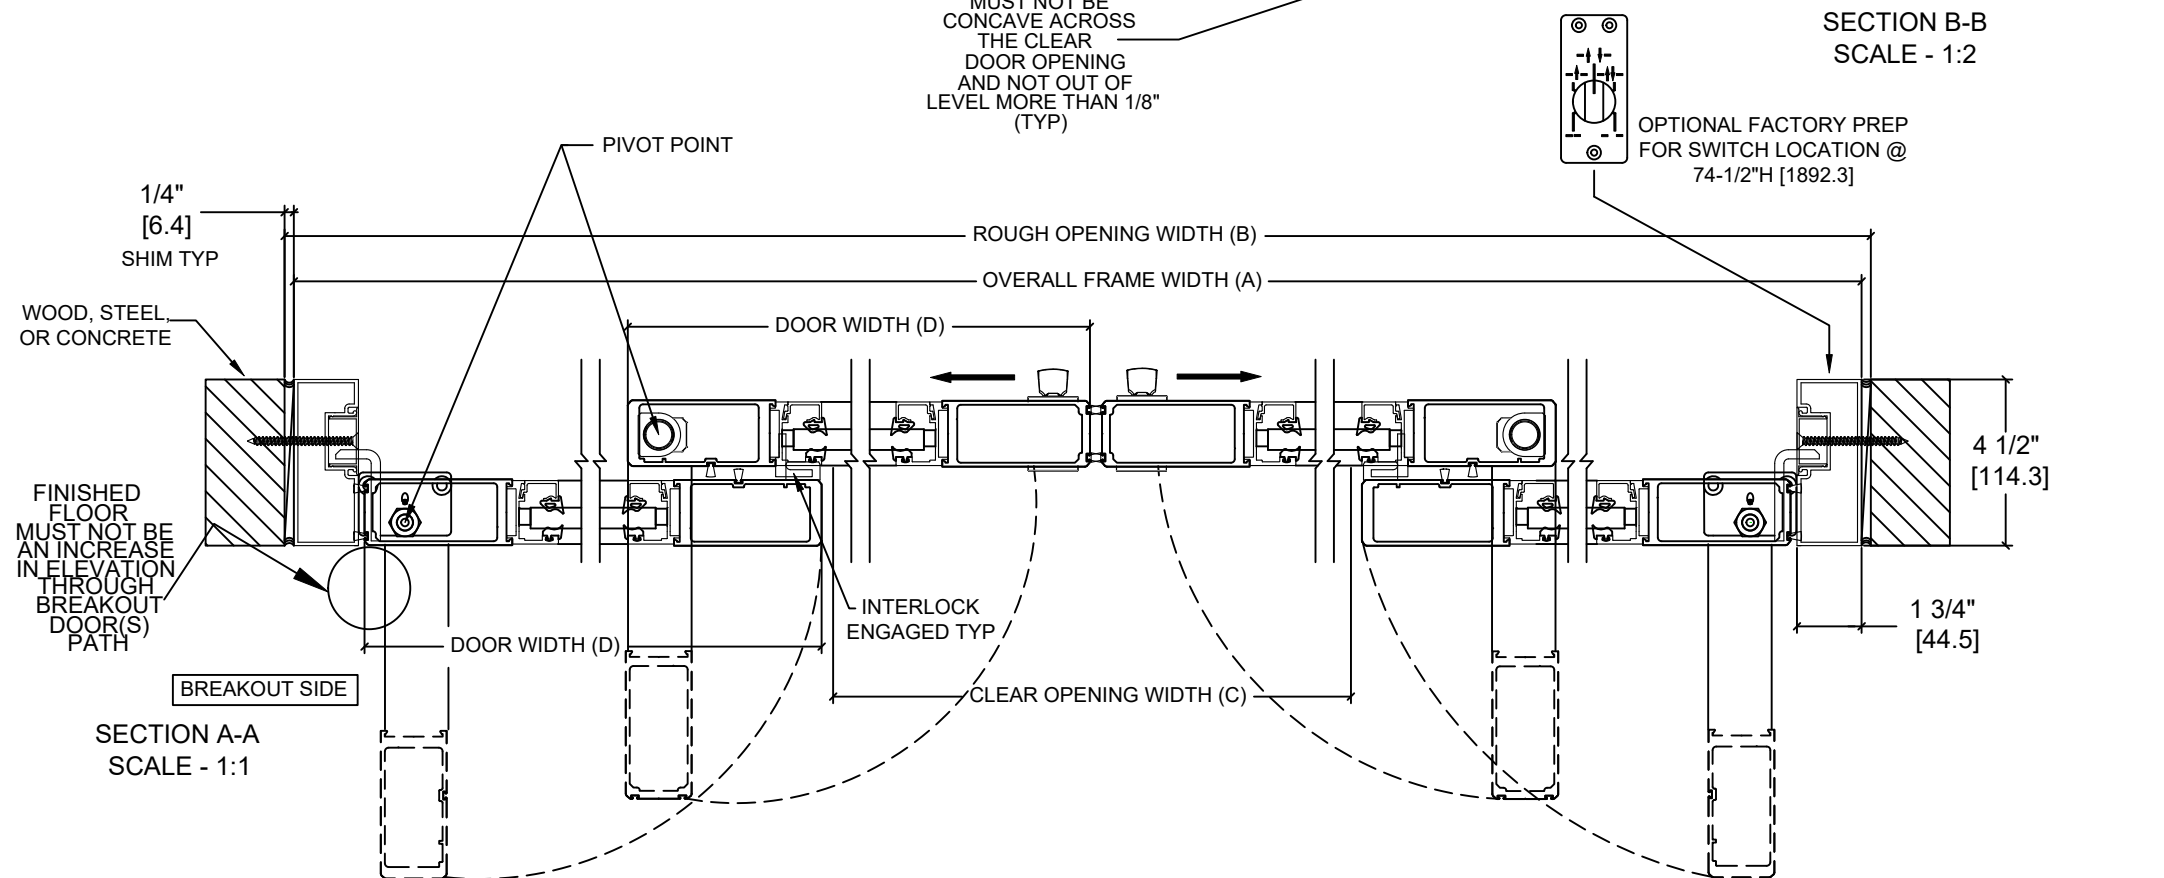 MUST NOT BE
CONCAVE ACROSS
THE CLEAR
DOOR OPENING
AND NOT OUT OF
LEVEL MORE THAN 1/8"
(TYP)
SECTION B-B
SCALE - 1:2
OPTIONAL FACTORY PREP
FOR SWITCH LOCATION @
74-1/2"H [1892.3]
PIVOT POINT
1/4"
[6.4]
SHIM TYP
ROUGH OPENING WIDTH (B)
OVERALL FRAME WIDTH (A)
WOOD, STEEL,
OR CONCRETE
DOOR WIDTH (D)
4 1/2"
[114.3]
FINISHED
FLOOR
MUST NOT BE
AN INCREASE
IN ELEVATION
THROUGH
BREAKOUT
DOOR(S)
PATH
INTERLOCK
ENGAGED TYP
1 3/4"
[44.5]
DOOR WIDTH (D)
BREAKOUT SIDE
CLEAR OPENING WIDTH (C)
SECTION A-A
SCALE - 1:1